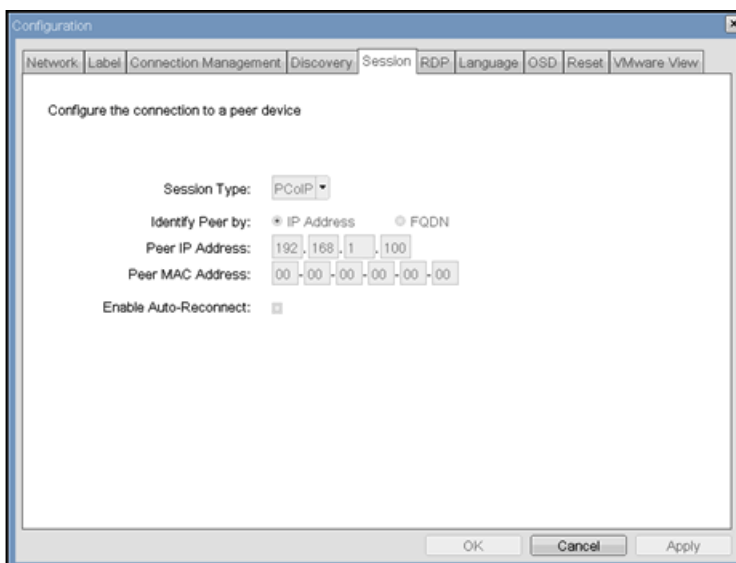 Configuration
Network Label Connection Management Discovery Session RDP Language OSD Reset VMware View
Configure the connection to a peer device
Session Type: PCoIP
Identify Peer by: IP Address FQDN
Peer IP Address: 192 . 168 . 1 . 100
Peer MAC Address: 00 - 00 - 00 - 00 - 00 - 00
Enable Auto-Reconnect:
OK Cancel Apply